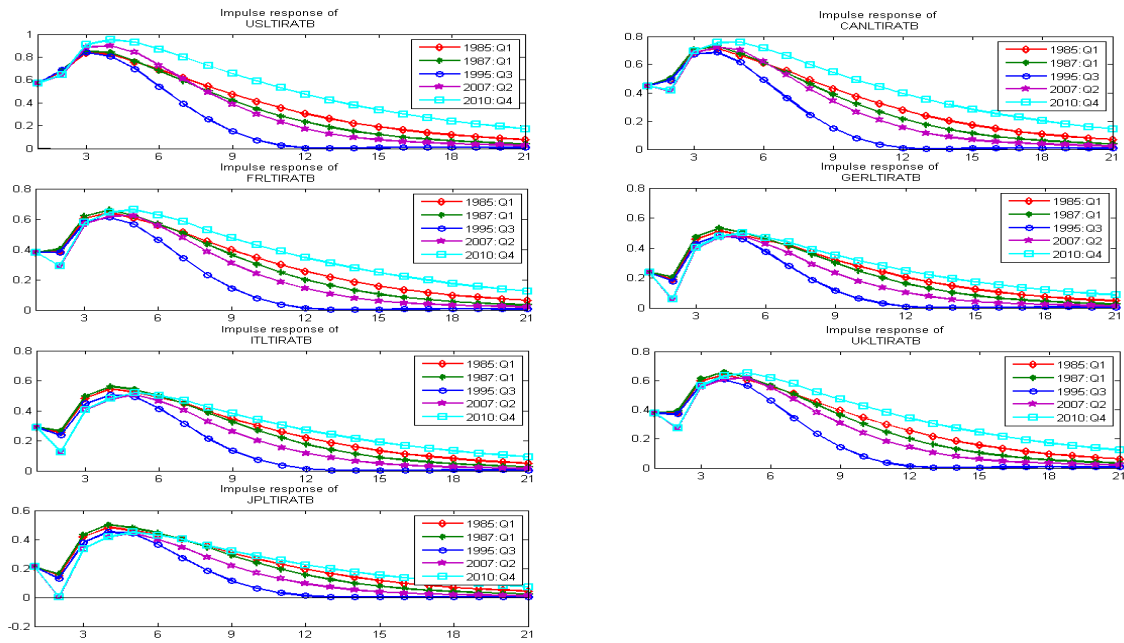 Impulse response of
USLTIRATB
1
0.8
0.6
0.4
0.2
0
3
6
9
12
15
18
21
1985:Q1
1987:Q1
1995:Q3
2007:Q2
2010:Q4
Impulse response of
CANLTIRATB
0.8
0.6
0.4
0.2
0
3
6
9
12
15
18
21
1985:Q1
1987:Q1
1995:Q3
2007:Q2
2010:Q4
Impulse response of
FRLTIRATB
0.8
0.6
0.4
0.2
0
3
6
9
12
15
18
21
1985:Q1
1987:Q1
1995:Q3
2007:Q2
2010:Q4
Impulse response of
GERLTIRATB
0.8
0.6
0.4
0.2
0
3
6
9
12
15
18
21
1985:Q1
1987:Q1
1995:Q3
2007:Q2
2010:Q4
Impulse response of
ITLTIRATB
0.8
0.6
0.4
0.2
0
3
6
9
12
15
18
21
1985:Q1
1987:Q1
1995:Q3
2007:Q2
2010:Q4
Impulse response of
UKLTIRATB
0.8
0.6
0.4
0.2
0
3
6
9
12
15
18
21
1985:Q1
1987:Q1
1995:Q3
2007:Q2
2010:Q4
Impulse response of
JPLTIRATB
0.6
0.4
0.2
0
-0.2
3
6
9
12
15
18
21
1985:Q1
1987:Q1
1995:Q3
2007:Q2
2010:Q4